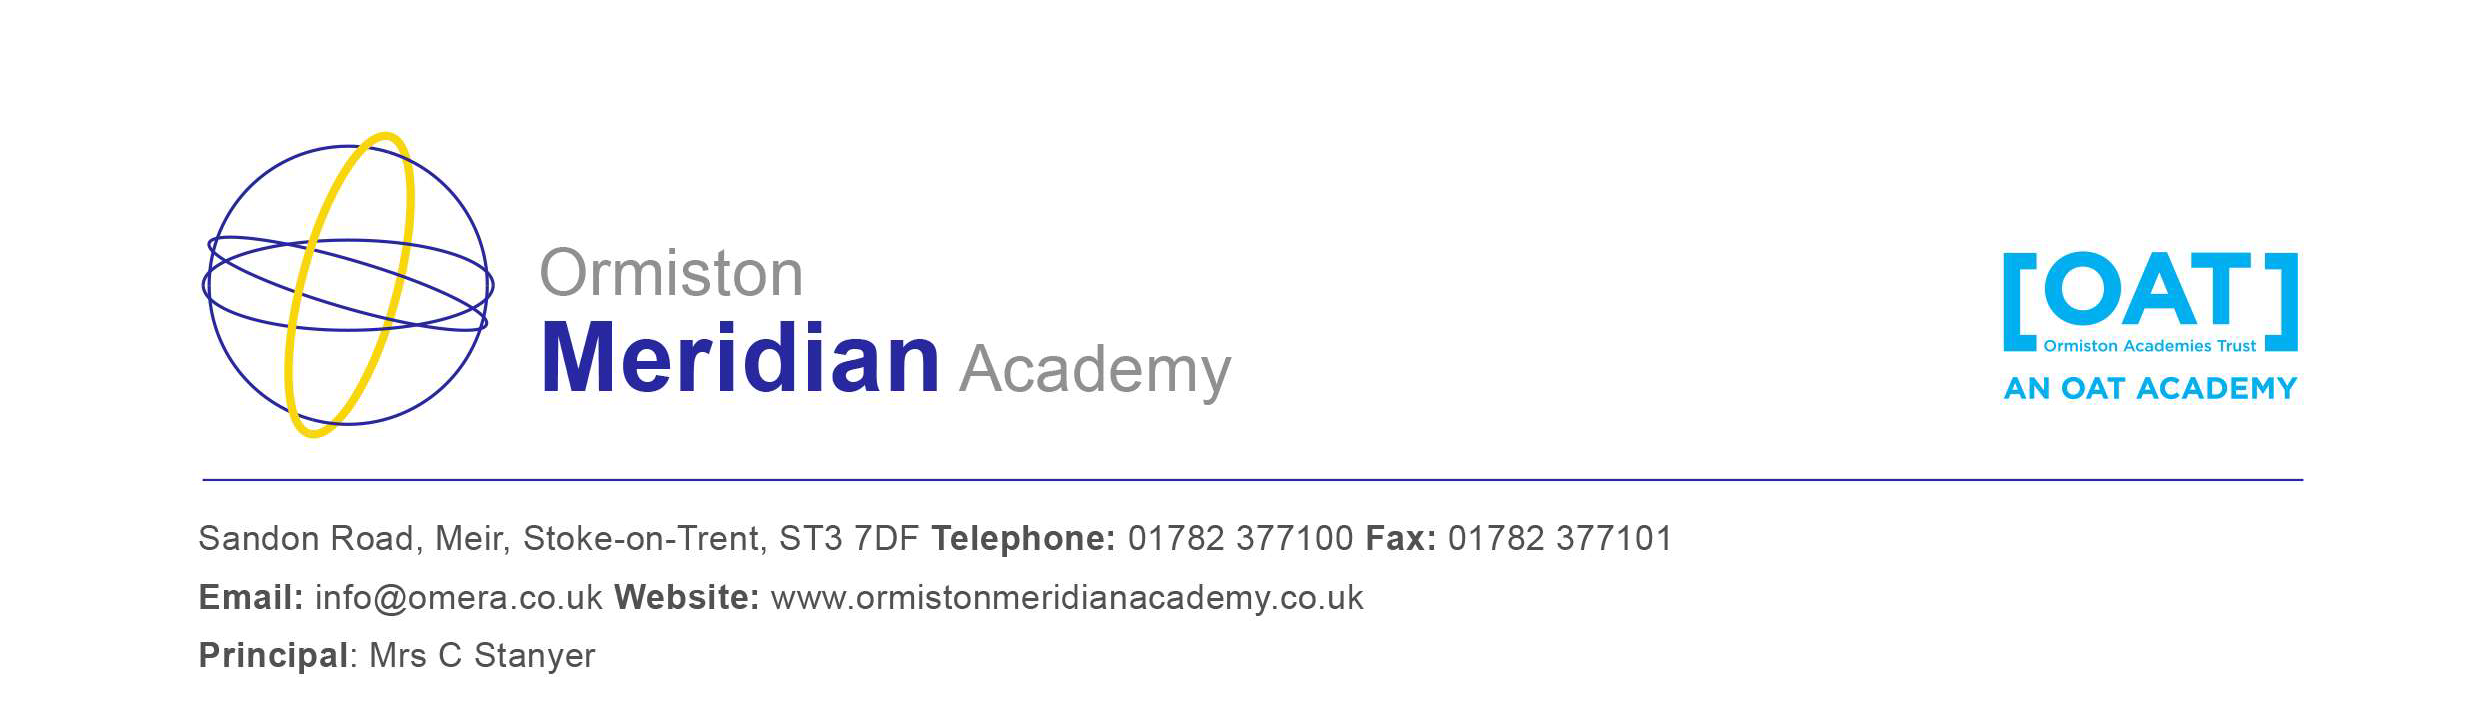 Ormiston
Meridian Academy
[OAT]
Ormiston Academies Trust
AN OAT ACADEMY
Sandon Road, Meir, Stoke-on-Trent, ST3 7DF Telephone: 01782 377100 Fax: 01782 377101
Email: info@omera.co.uk Website: www.ormistonmeridianacademy.co.uk
Principal: Mrs C Stanyer